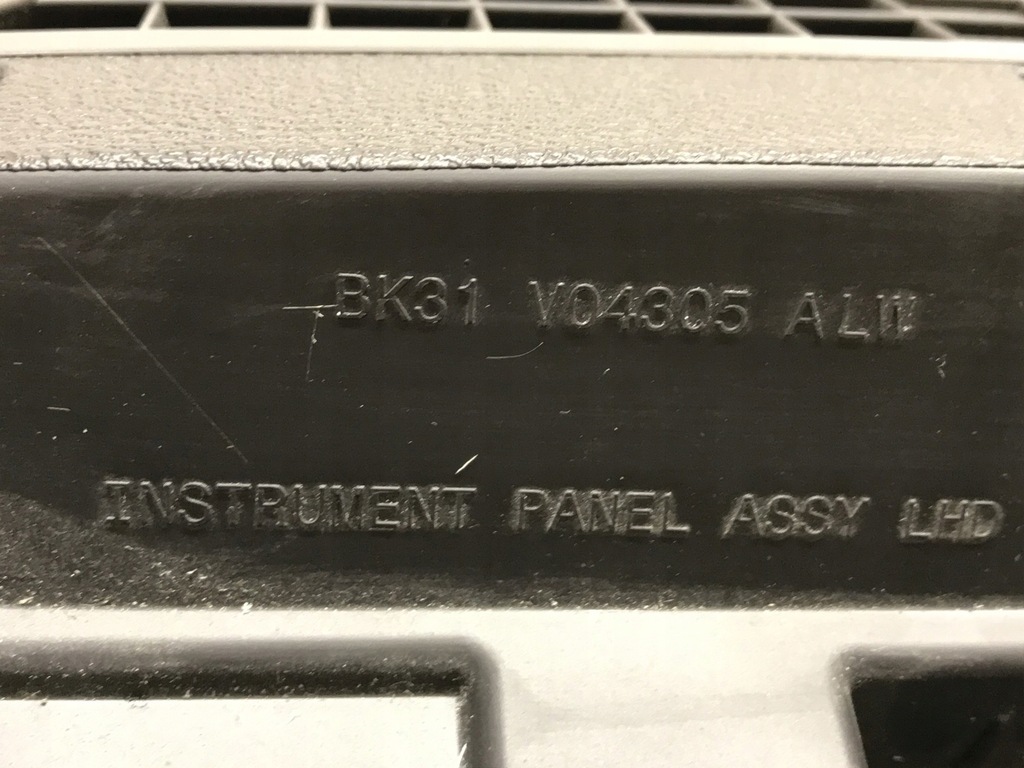 BK31 V04305 ALW
INSTRUMENT PANEL ASSY LHD